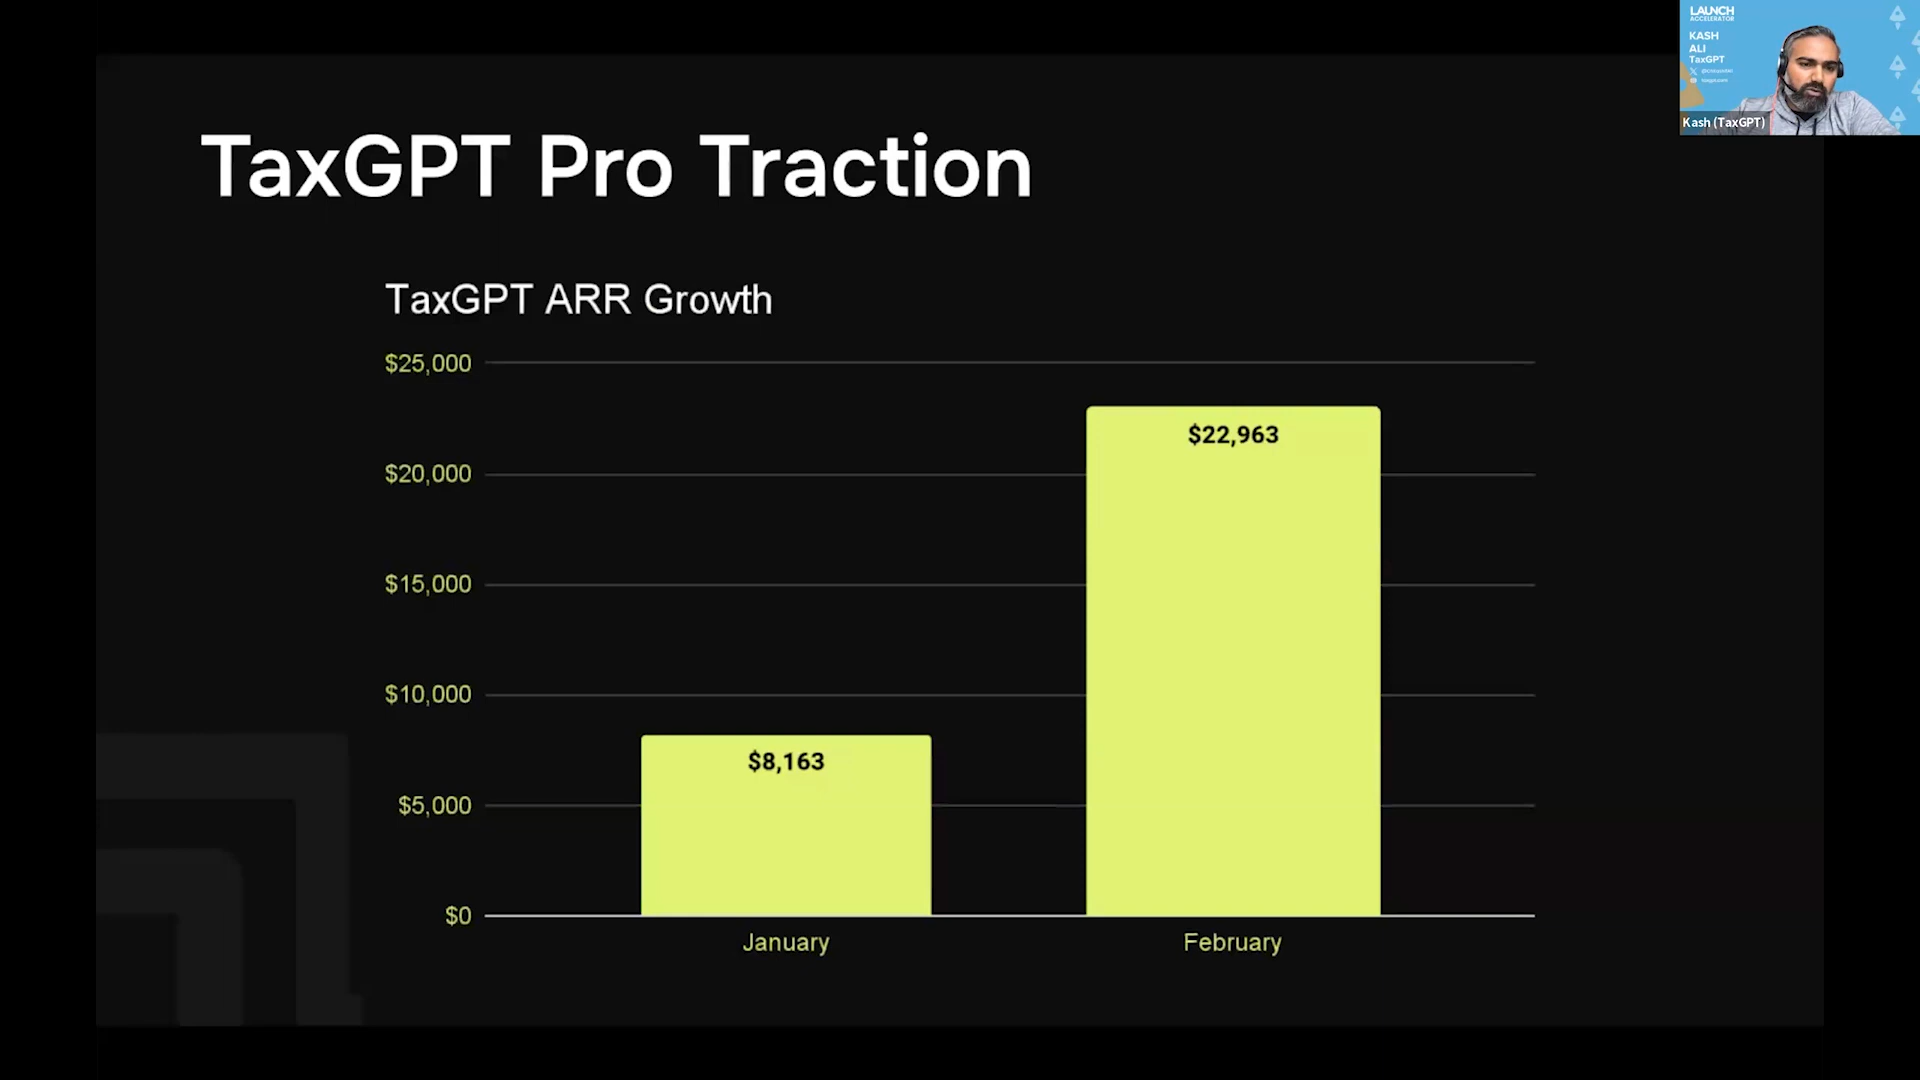 LAUNCH
ACCELERATOR
KASH
ALI
TaxGPT
Kash (TaxGPT)
TaxGPT Pro Traction
TaxGPT ARR Growth
$25,000
$22,963
$20,000
$15,000
$10,000
$8,163
$5,000
$0
January February